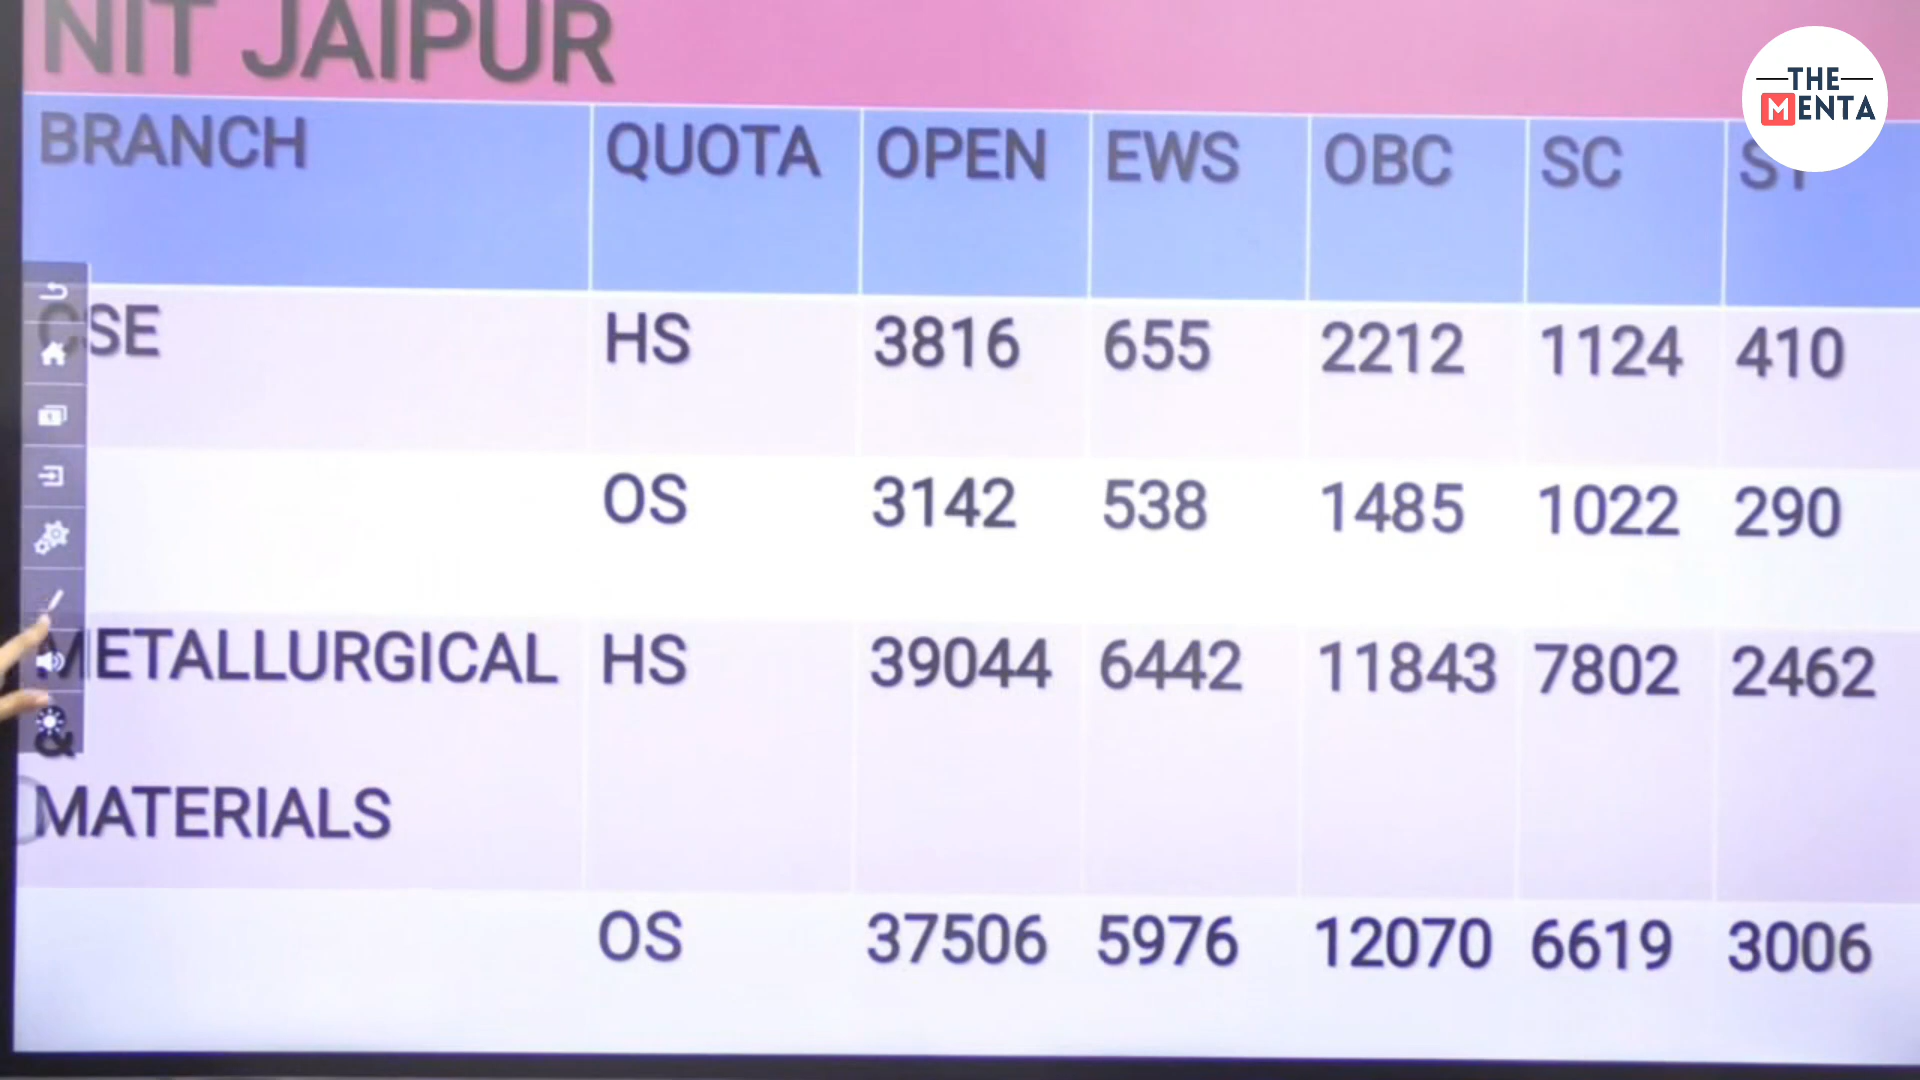 NIT JAIPUR
THE
MENTA
BRANCH QUOTA OPEN EWS OBC SC ST
CSE HS 3816 655 2212 1124 410
OS 3142 538 1485 1022 290
METALLURGICAL HS 39044 6442 11843 7802 2462
&
MATERIALS
OS 37506 5976 12070 6619 3006